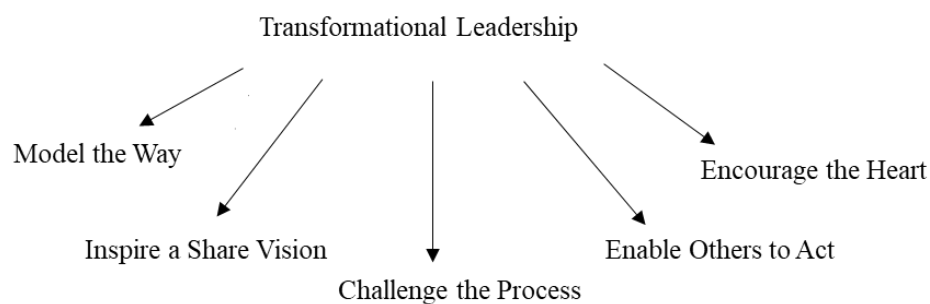 Transformational Leadership
Model the Way
Encourage the Heart
Inspire a Share Vision
Enable Others to Act
Challenge the Process